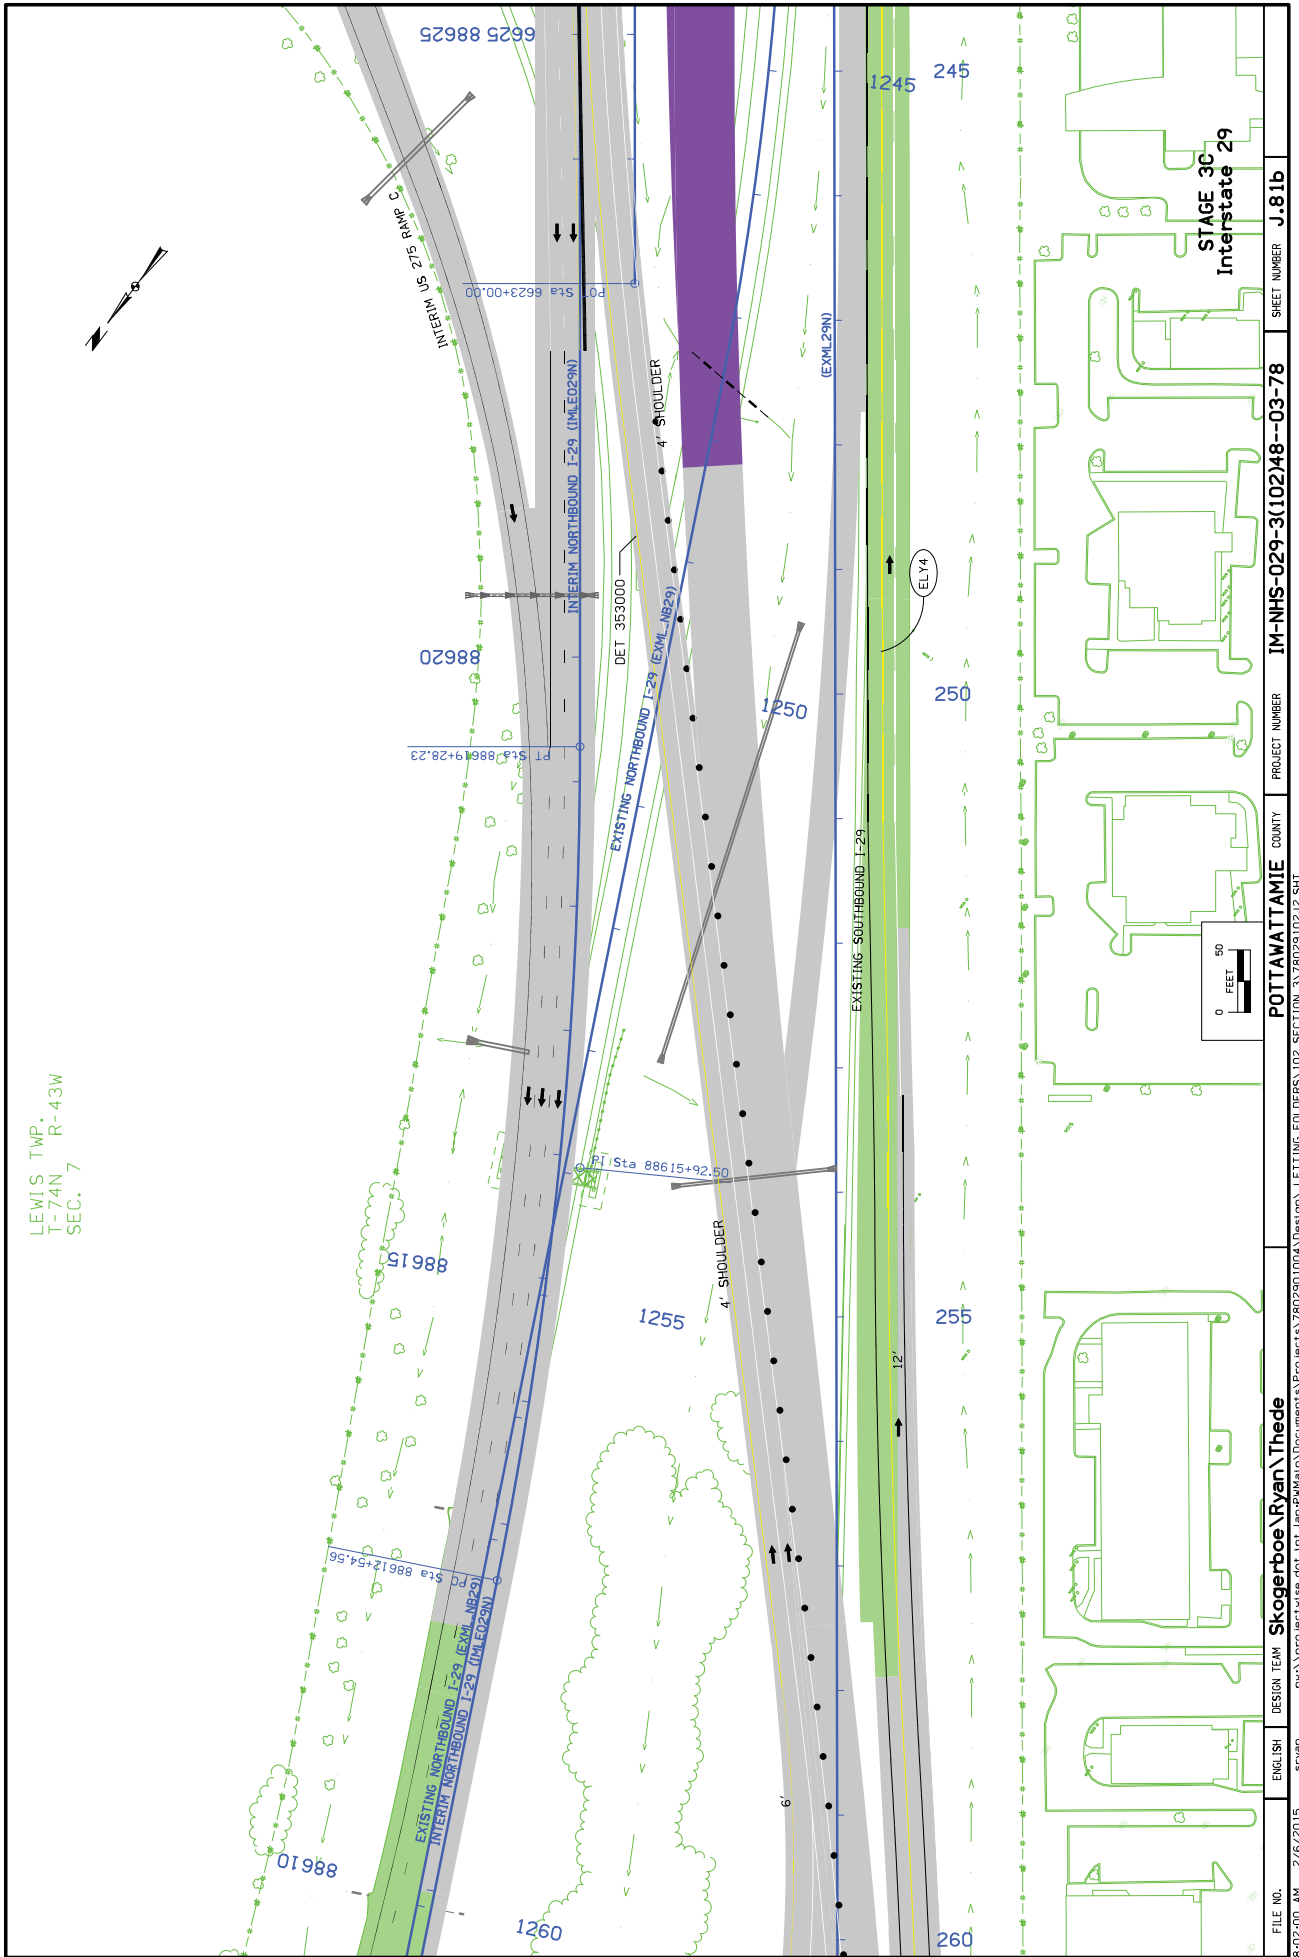 6625
88625
1245
245
INTERIM US 275 RAMP C
POT Sta 6623+00.00
INTERIM NORTHBOUND I-29 (IMLE029N)
4' SHOULDER
(EXML29N)
DET 353000
ELY4
88620
EXISTING NORTHBOUND I-29 (EXML_NB29)
1250
250
PT Sta 88619+28.23
EXISTING SOUTHBOUND I-29
LEWIS TWP.
T-74N R-43W
SEC. 7
PI Sta 88615+92.50
88615
4' SHOULDER
1255
255
12'
PC Sta 88612+54.56
EXISTING NORTHBOUND I-29 (EXML_NB29)
INTERIM NORTHBOUND I-29 (IMLE029N)
6'
88610
1260
260
STAGE 3C
Interstate 29
0 FEET 50
FILE NO.
ENGLISH
DESIGN TEAM Skogerboe\Ryan\Thede
POTTAWATTAMIE COUNTY
PROJECT NUMBER IM-NHS-029-3(102)48--03-78
SHEET NUMBER J.81b
2/6/2015